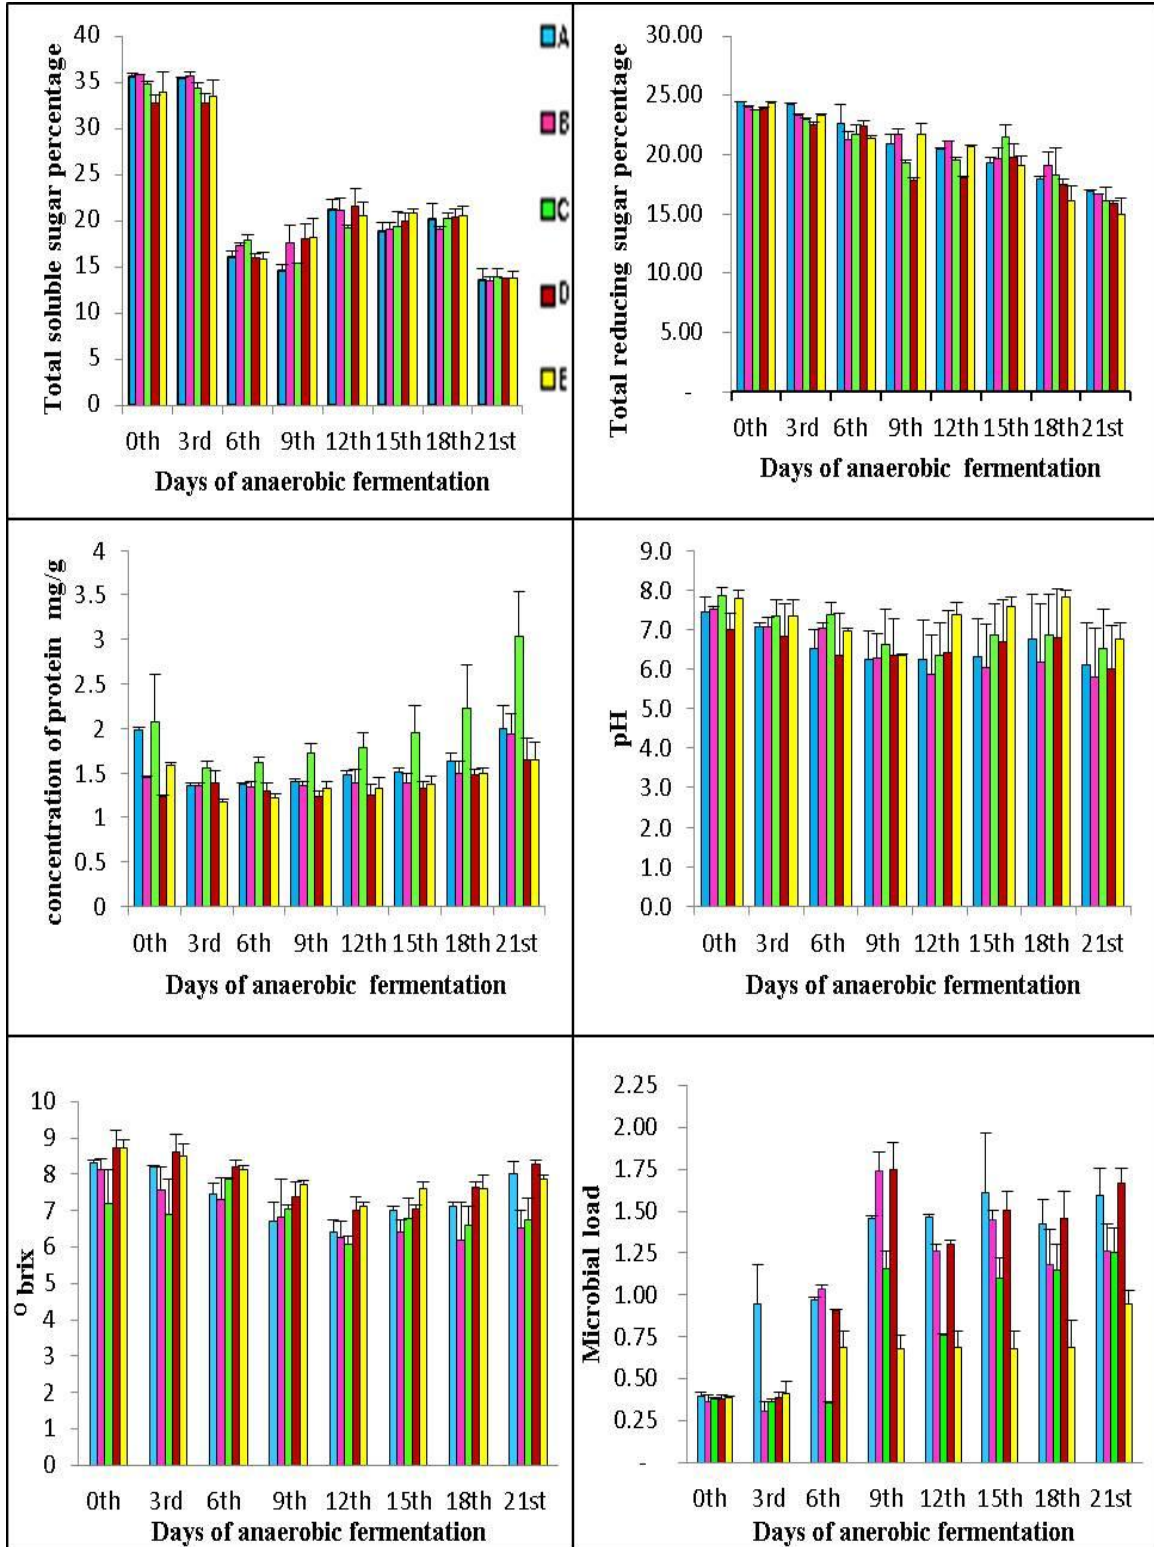 Total soluble sugar percentage
40
35
30
25
20
15
10
5
0
0th 3rd 6th 9th 12th 15th 18th 21st
Days of anaerobic fermentation
A
B
C
D
E
Total reducing sugar percentage
30.00
25.00
20.00
15.00
10.00
5.00
-
0th 3rd 6th 9th 12th 15th 18th 21st
Days of anaerobic fermentation
concentration of protein mg/g
4
3.5
3
2.5
2
1.5
1
0.5
0
0th 3rd 6th 9th 12th 15th 18th 21st
Days of anaerobic fermentation
pH
9.0
8.0
7.0
6.0
5.0
4.0
3.0
2.0
1.0
0.0
0th 3rd 6th 9th 12th 15th 18th 21st
Days of anaerobic fermentation
O brix
10
9
8
7
6
5
4
3
2
1
0
0th 3rd 6th 9th 12th 15th 18th 21st
Days of anaerobic fermentation
Microbial load
2.25
2.00
1.75
1.50
1.25
1.00
0.75
0.50
0.25
-
0th 3rd 6th 9th 12th 15th 18th 21st
Days of anerobic fermentation